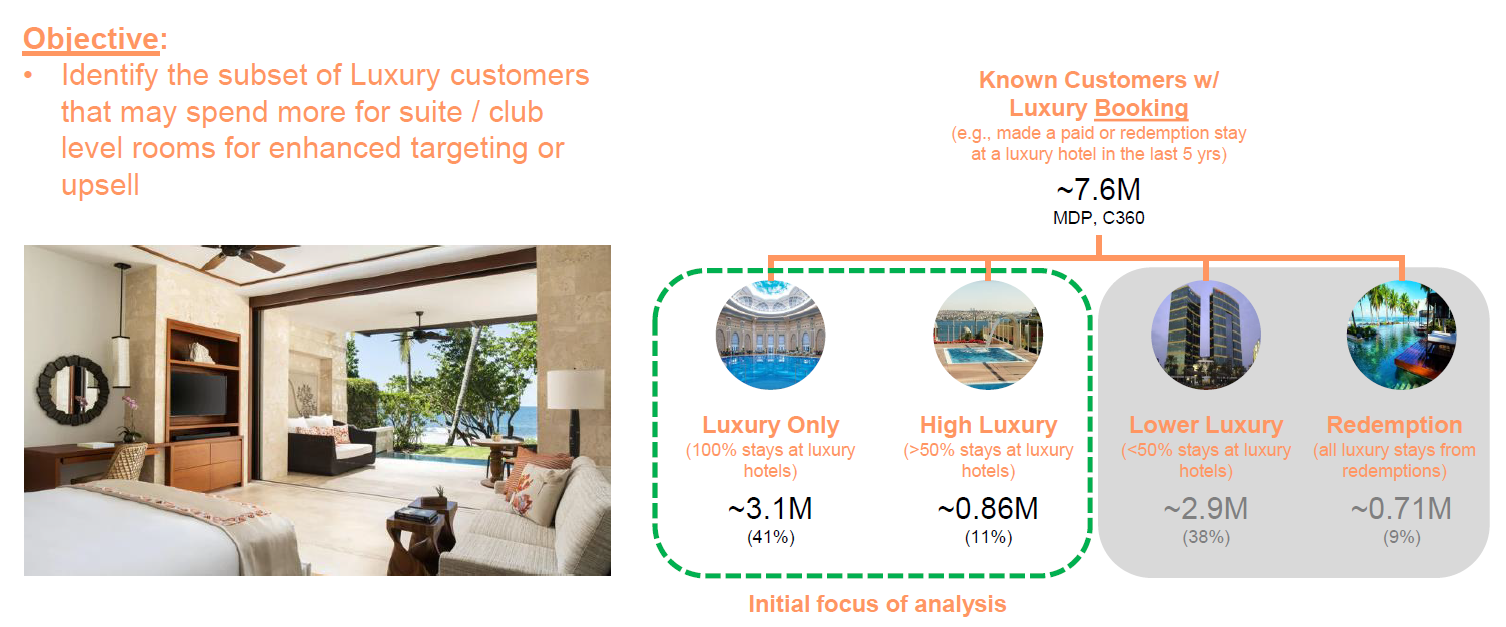 Objective:
• Identify the subset of Luxury customers
that may spend more for suite / club
level rooms for enhanced targeting or
upsell
Known Customers w/
Luxury Booking
(e.g., made a paid or redemption stay
at a luxury hotel in the last 5 yrs)
~7.6M
MDP, C360
Luxury Only
(100% stays at luxury
hotels)
~3.1M
(41%)
High Luxury
(>50% stays at luxury
hotels)
~0.86M
(11%)
Lower Luxury
(<50% stays at luxury
hotels)
~2.9M
(38%)
Redemption
(all luxury stays from
redemptions)
~0.71M
(9%)
Initial focus of analysis